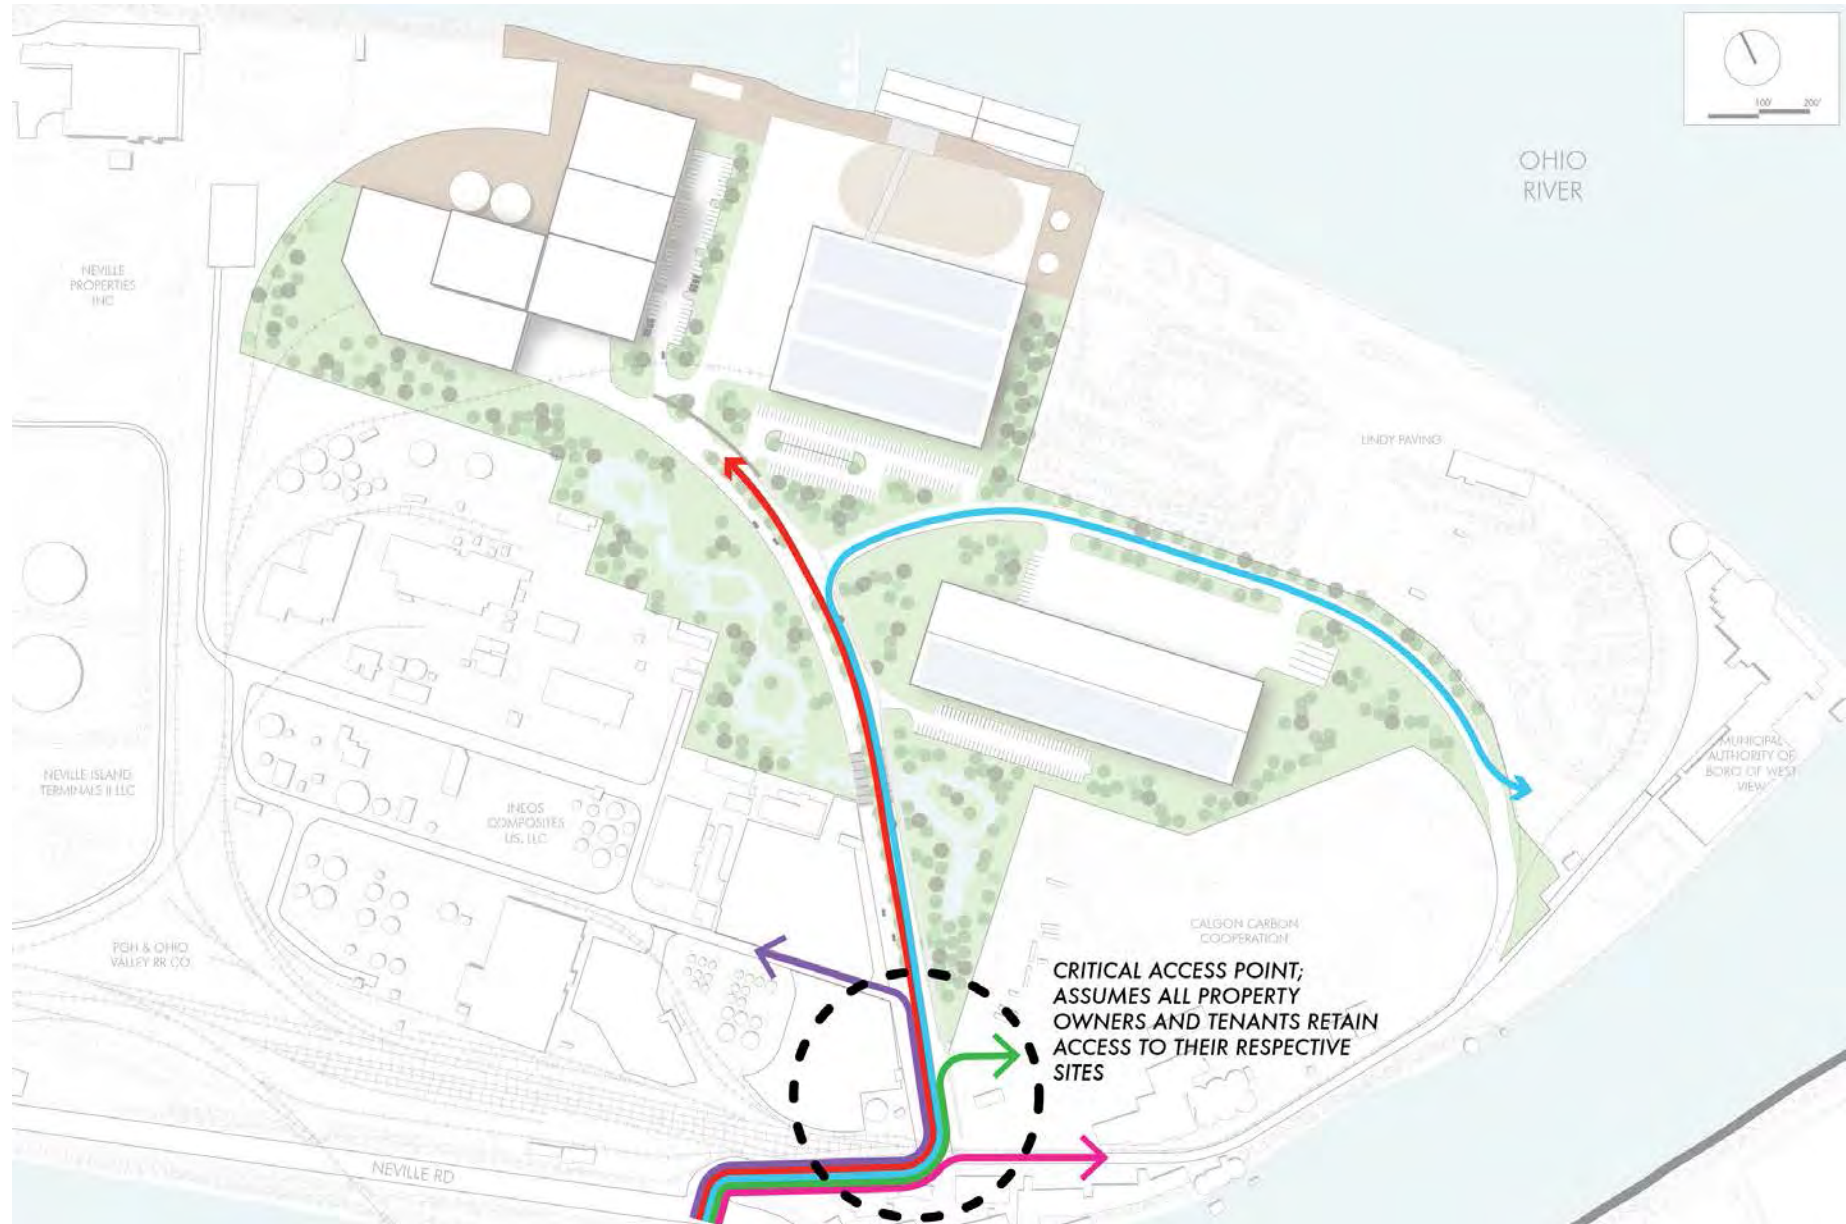 100'
200'
OHIO
RIVER
NEVILLE
PROPERTIES
INC
LINDY PAVING
MUNICIPAL
AUTHORITY OF
BORO OF WEST
VIEW
NEVILLE ISLAND
TERMINALS II LLC
INEOS
COMPOSITES
US, LLC
PGH & OHIO
VALLEY RR CO
CALGON CARBON
COOPERATION
CRITICAL ACCESS POINT;
ASSUMES ALL PROPERTY
OWNERS AND TENANTS RETAIN
ACCESS TO THEIR RESPECTIVE
SITES
NEVILLE RD